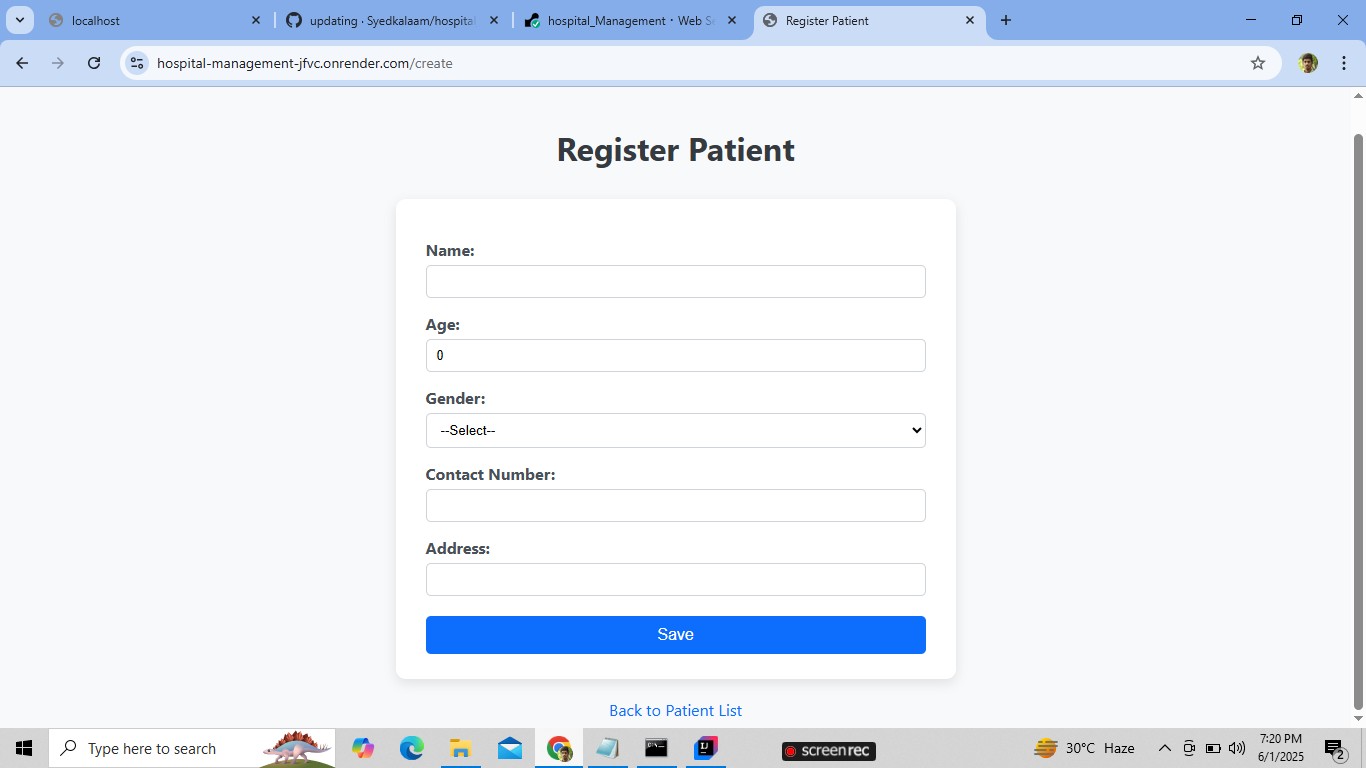 localhost
updating · Syedkalaam/hospital
hospital_Management · Web Se
Register Patient
hospital-management-jfvc.onrender.com/create
Register Patient
Name:
Age:
0
Gender:
--Select--
Contact Number:
Address:
Save
Back to Patient List
Type here to search
IJ
screenrec
30°C Haze
7:20 PM
6/1/2025
2